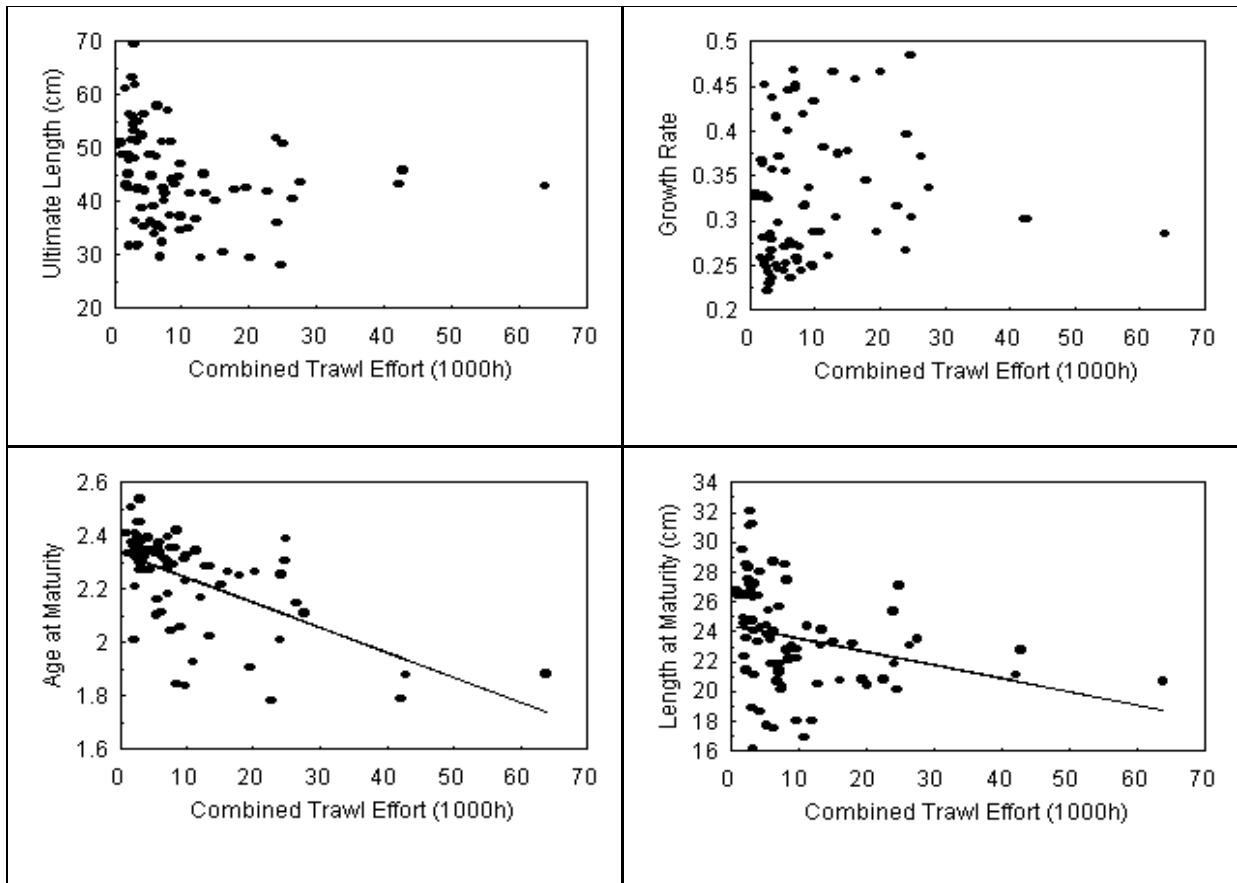 70
60
50
40
30
20
Ultimate Length (cm)
0 10 20 30 40 50 60 70
Combined Trawl Effort (1000h)
0.5
0.45
0.4
0.35
0.3
0.25
0.2
Growth Rate
0 10 20 30 40 50 60 70
Combined Trawl Effort (1000h)
2.6
2.4
2.2
2
1.8
1.6
Age at Maturity
0 10 20 30 40 50 60 70
Combined Trawl Effort (1000h)
34
32
30
28
26
24
22
20
18
16
Length at Maturity (cm)
0 10 20 30 40 50 60 70
Combined Trawl Effort (1000h)